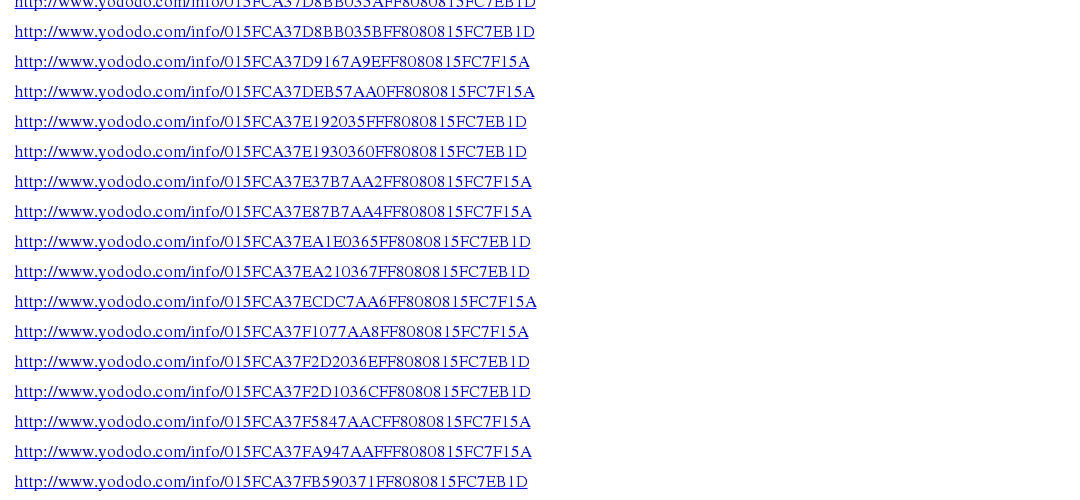 http://www.yododo.com/info/015FCA37D8BB035AFF8080815FC7EB1D
http://www.yododo.com/info/015FCA37D8BB035BFF8080815FC7EB1D
http://www.yododo.com/info/015FCA37D9167A9EFF8080815FC7F15A
http://www.yododo.com/info/015FCA37DEB57AA0FF8080815FC7F15A
http://www.yododo.com/info/015FCA37E192035FFF8080815FC7EB1D
http://www.yododo.com/info/015FCA37E1930360FF8080815FC7EB1D
http://www.yododo.com/info/015FCA37E37B7AA2FF8080815FC7F15A
http://www.yododo.com/info/015FCA37E87B7AA4FF8080815FC7F15A
http://www.yododo.com/info/015FCA37EA1E0365FF8080815FC7EB1D
http://www.yododo.com/info/015FCA37EA210367FF8080815FC7EB1D
http://www.yododo.com/info/015FCA37ECDC7AA6FF8080815FC7F15A
http://www.yododo.com/info/015FCA37F1077AA8FF8080815FC7F15A
http://www.yododo.com/info/015FCA37F2D2036EFF8080815FC7EB1D
http://www.yododo.com/info/015FCA37F2D1036CFF8080815FC7EB1D
http://www.yododo.com/info/015FCA37F5847AACFF8080815FC7F15A
http://www.yododo.com/info/015FCA37FA947AAFFF8080815FC7F15A
http://www.yododo.com/info/015FCA37FB590371FF8080815FC7EB1D